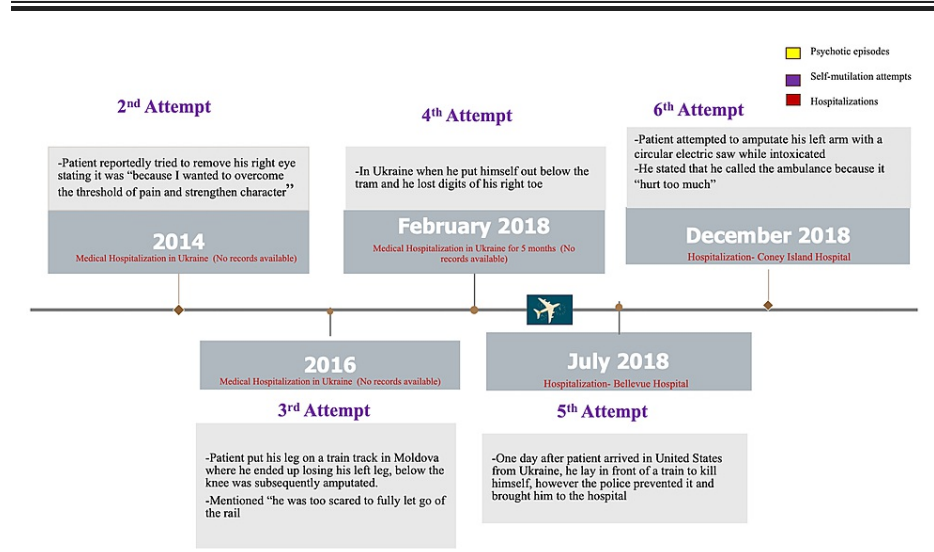 Psychotic episodes
Self-mutilation attempts
Hospitalizations
2nd Attempt
-Patient reportedly tried to remove his right eye
stating it was “because I wanted to overcome
the threshold of pain and strengthen character”
2014
Medical Hospitalization in Ukraine (No records available)
4th Attempt
-In Ukraine when he put himself out below the
tram and he lost digits of his right toe
February 2018
Medical Hospitalization in Ukraine for 5 months (No
records available)
6th Attempt
-Patient attempted to amputate his left arm with a
circular electric saw while intoxicated
-He stated that he called the ambulance because it
“hurt too much”
December 2018
Hospitalization- Coney Island Hospital
2016
Medical Hospitalization in Ukraine (No records available)
3rd Attempt
-Patient put his leg on a train track in Moldova
where he ended up losing his left leg, below the
knee was subsequently amputated.
-Mentioned “he was too scared to fully let go of
the rail
July 2018
Hospitalization- Bellevue Hospital
5th Attempt
-One day after patient arrived in United States
from Ukraine, he lay in front of a train to kill
himself, however the police prevented it and
brought him to the hospital